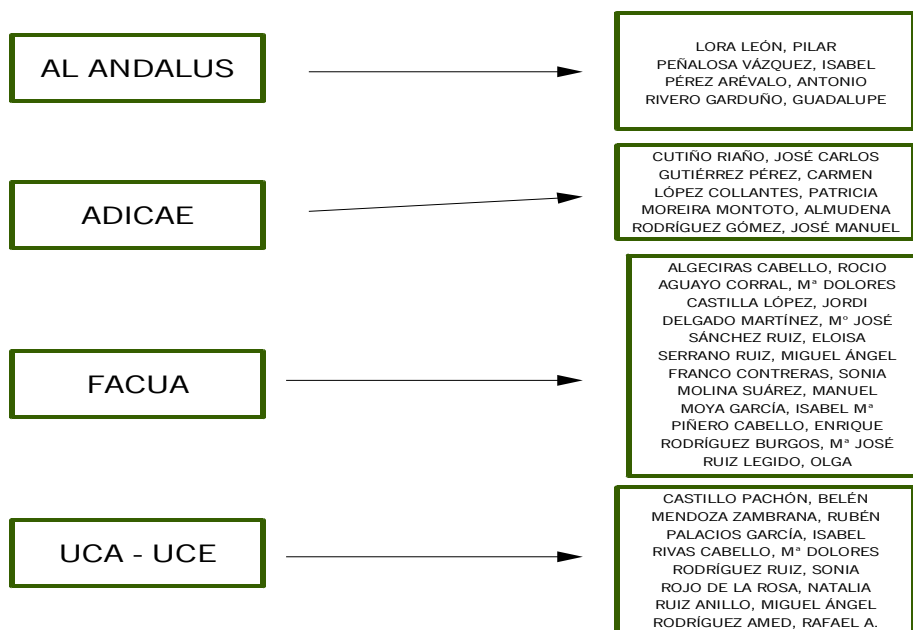 AL ANDALUS
LORA LEÓN, PILAR
PEÑALOSA VÁZQUEZ, ISABEL
PÉREZ ARÉVALO, ANTONIO
RIVERO GARDUÑO, GUADALUPE
ADICAE
CUTIÑO RIAÑO, JOSÉ CARLOS
GUTIÉRREZ PÉREZ, CARMEN
LÓPEZ COLLANTES, PATRICIA
MOREIRA MONTOTO, ALMUDENA
RODRÍGUEZ GÓMEZ, JOSÉ MANUEL
FACUA
ALGECIRAS CABELLO, ROCIO
AGUAYO CORRAL, Mª DOLORES
CASTILLA LÓPEZ, JORDI
DELGADO MARTÍNEZ, Mº JOSÉ
SÁNCHEZ RUIZ, ELOISA
SERRANO RUIZ, MIGUEL ÁNGEL
FRANCO CONTRERAS, SONIA
MOLINA SUÁREZ, MANUEL
MOYA GARCÍA, ISABEL Mª
PIÑERO CABELLO, ENRIQUE
RODRÍGUEZ BURGOS, Mª JOSÉ
RUIZ LEGIDO, OLGA
UCA - UCE
CASTILLO PACHÓN, BELÉN
MENDOZA ZAMBRANA, RUBÉN
PALACIOS GARCÍA, ISABEL
RIVAS CABELLO, Mª DOLORES
RODRÍGUEZ RUIZ, SONIA
ROJO DE LA ROSA, NATALIA
RUIZ ANILLO, MIGUEL ÁNGEL
RODRÍGUEZ AMED, RAFAEL A.